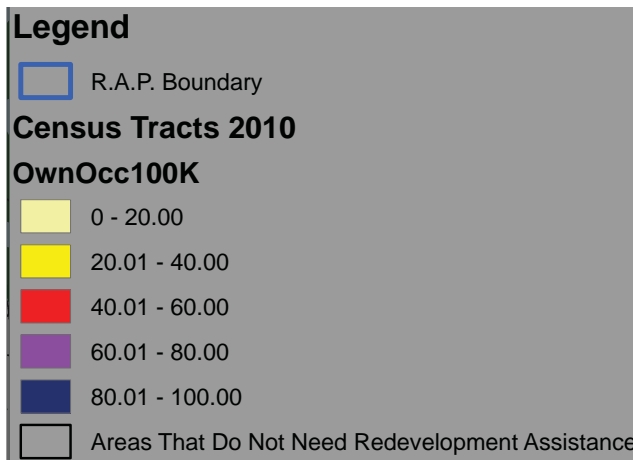 Legend
R.A.P. Boundary
Census Tracts 2010
OwnOcc100K
0 - 20.00
20.01 - 40.00
40.01 - 60.00
60.01 - 80.00
80.01 - 100.00
Areas That Do Not Need Redevelopment Assistance